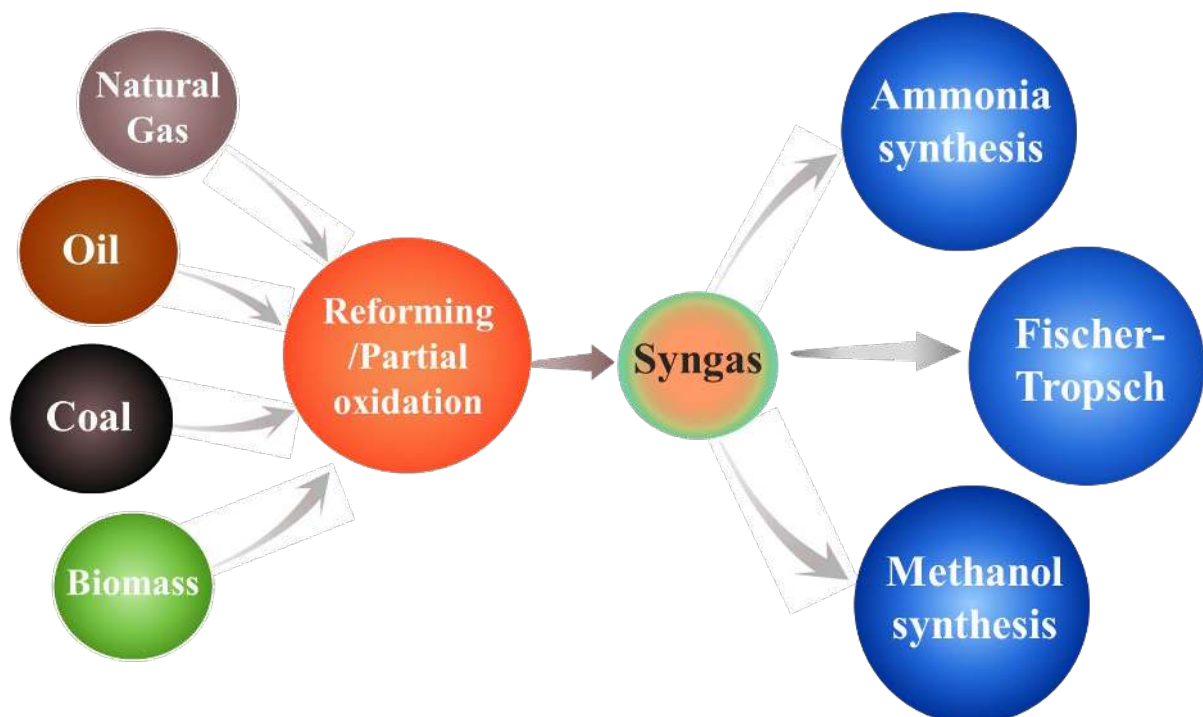 Natural
Gas
Oil
Coal
Biomass
Reforming
/Partial
oxidation
Syngas
Ammonia
synthesis
Fischer-
Tropsch
Methanol
synthesis